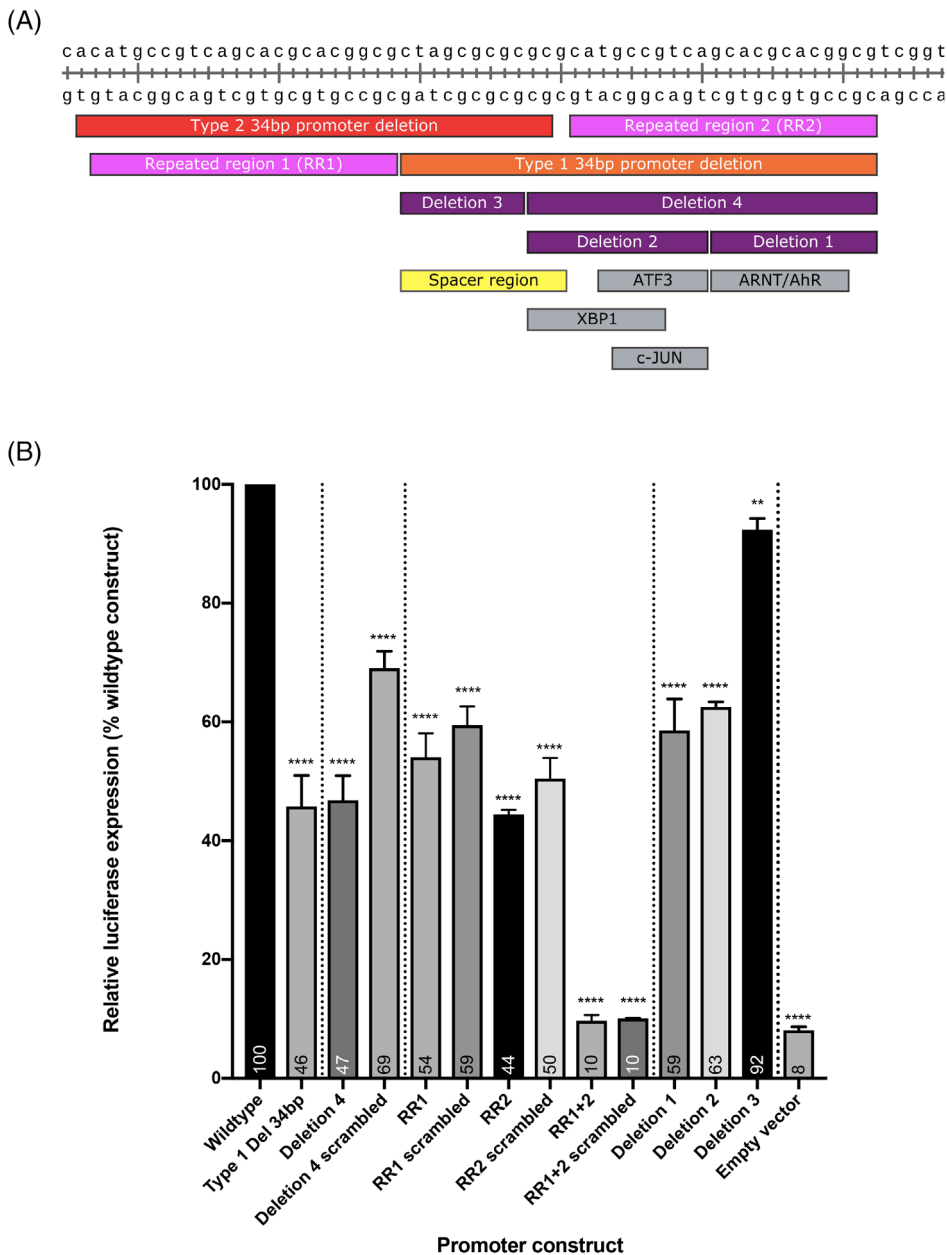 (A)
cacatgccgtcagcacgcacggcgctagcgcgcgcgcatgccgtcagcacgcacggcgtcggt
gtgtacggcagtcgtgcgtgccgcgatcgcgcgcgcgtacggcagtcgtgcgtgccgcagcca
Type 2 34bp promoter deletion Repeated region 2 (RR2)
Repeated region 1 (RR1) Type 1 34bp promoter deletion
Deletion 3 Deletion 4
Deletion 2 Deletion 1
Spacer region ATF3 ARNT/AhR
XBP1
c-JUN
(B)
Relative luciferase expression (% wildtype construct)
100
80
60
40
20
0
**** **** **** **** **** **** **** **** **** **** **** ** ****
100 46 47 69 54 59 44 50 10 10 59 63 92 8
Wildtype
Type 1 Del 34bp
Deletion 4
Deletion 4 scrambled
RR1
RR1 scrambled
RR2
RR2 scrambled
RR1+2
RR1+2 scrambled
Deletion 1
Deletion 2
Deletion 3
Empty vector
Promoter construct